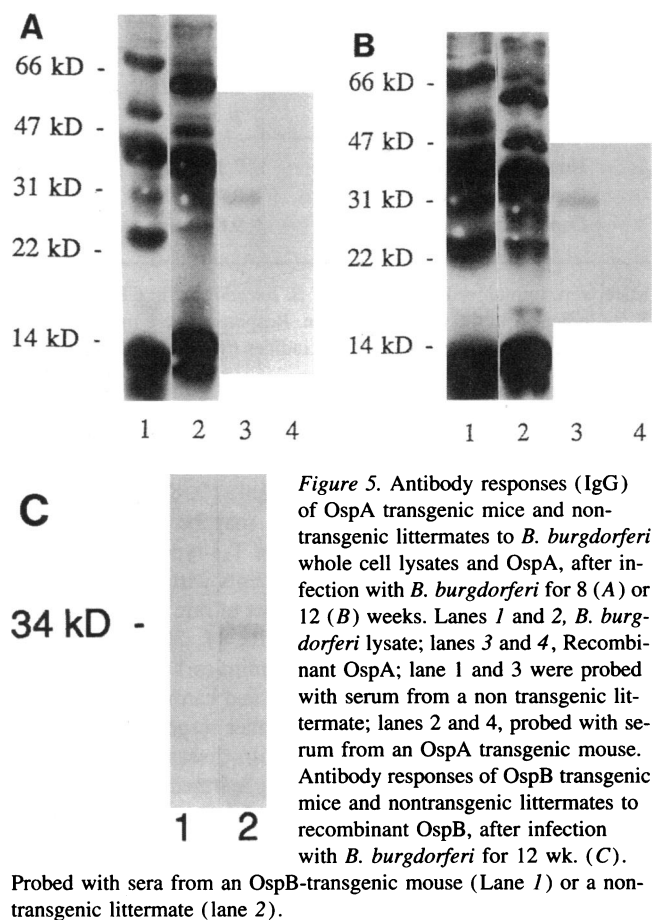 A
66 kD -
47 kD -
31 kD -
22 kD -
14 kD -
1 2 3 4
B
66 kD -
47 kD -
31 kD -
22 kD -
14 kD -
1 2 3 4
C
34 kD -
1 2
Figure 5. Antibody responses (IgG)
of OspA transgenic mice and non-
transgenic littermates to B. burgdorferi
whole cell lysates and OspA, after in-
fection with B. burgdorferi for 8 (A) or
12 (B) weeks. Lanes 1 and 2, B. burg-
dorferi lysate; lanes 3 and 4, Recombi-
nant OspA; lane 1 and 3 were probed
with serum from a non transgenic lit-
termate; lanes 2 and 4, probed with se-
rum from an OspA transgenic mouse.
Antibody responses of OspB transgenic
mice and nontransgenic littermates to
recombinant OspB, after infection
with B. burgdorferi for 12 wk. (C).
Probed with sera from an OspB-transgenic mouse (Lane 1) or a non-
transgenic littermate (lane 2).